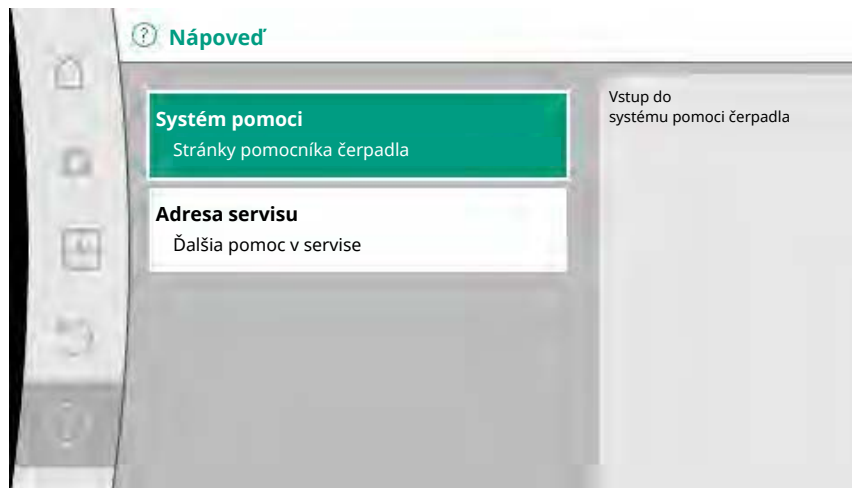 Nápoveď
Systém pomoci
Stránky pomocníka čerpadla
Adresa servisu
Ďalšia pomoc v servise
Vstup do
systému pomoci čerpadla